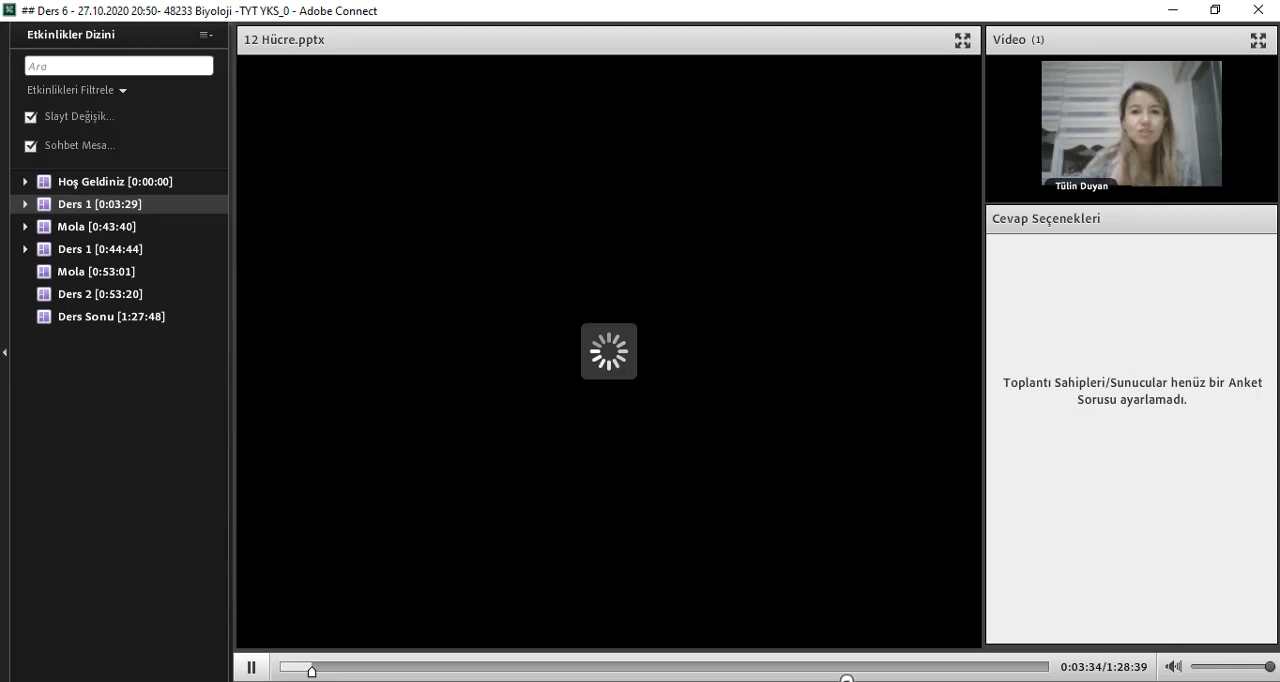 ## Ders 6 - 27.10.2020 20:50- 48233 Biyoloji -TYT YKS_0 - Adobe Connect
Etkinlikler Dizini
Ara
Etkinlikleri Filtrele
Slayt Değişik...
Sohbet Mesa...
Hoş Geldiniz [0:00:00]
Ders 1 [0:03:29]
Mola [0:43:40]
Ders 1 [0:44:44]
Mola [0:53:01]
Ders 2 [0:53:20]
Ders Sonu [1:27:48]
12 Hücre.pptx
Video (1)
Tülin Duyan
Cevap Seçenekleri
Toplantı Sahipleri/Sunucular henüz bir Anket
Sorusu ayarlamadı.
0:03:34/1:28:39